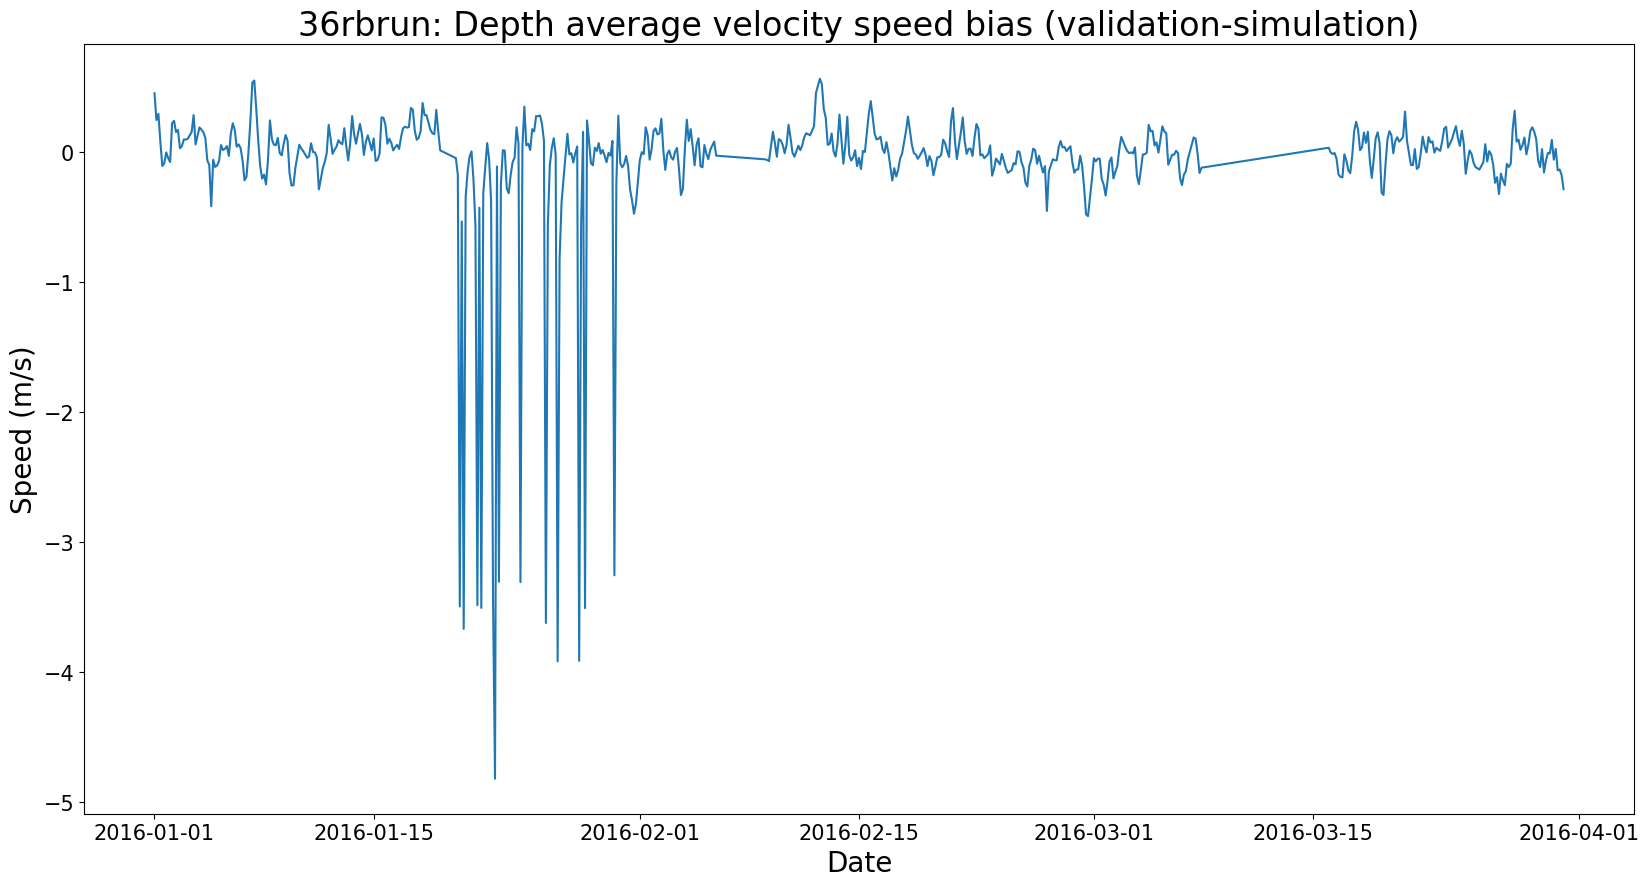 36rbrun: Depth average velocity speed bias (validation-simulation)
Speed (m/s)
0
−1
−2
−3
−4
−5
2016-01-01 2016-01-15 2016-02-01 2016-02-15 2016-03-01 2016-03-15 2016-04-01
Date